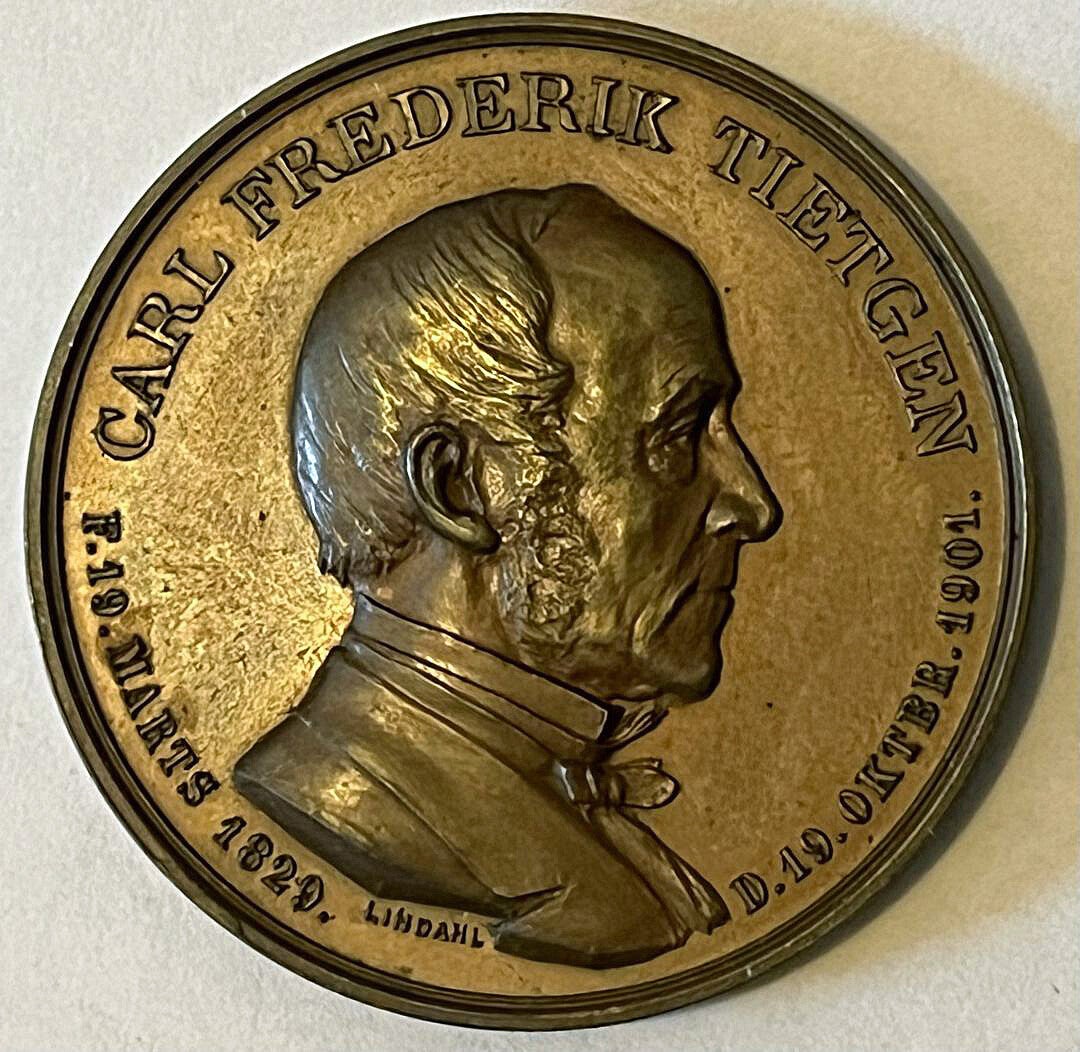 CARL FREDERIK TIETGEN
F. 19. MARTS 1829.
D. 19. OKTBR. 1901.
LINDAHL